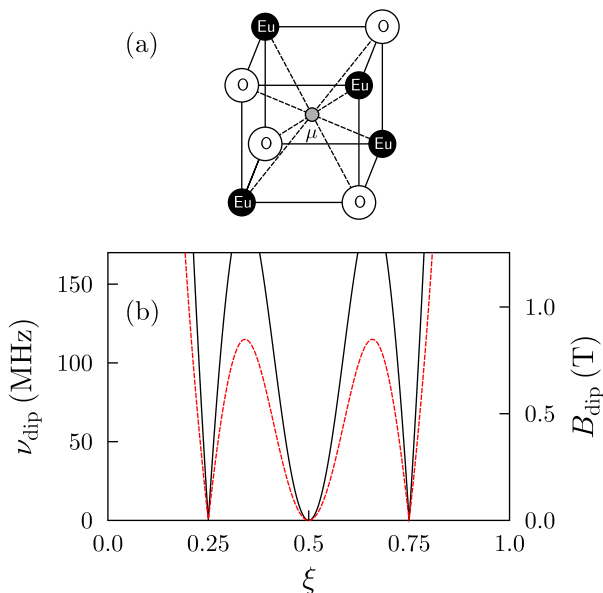 (a)
Eu O
O Eu
μ
O Eu
Eu O
(b)
150
100
50
0
ν_dip (MHz)
1.0
0.5
0.0
B_dip (T)
0.0 0.25 0.5 0.75 1.0
ξ